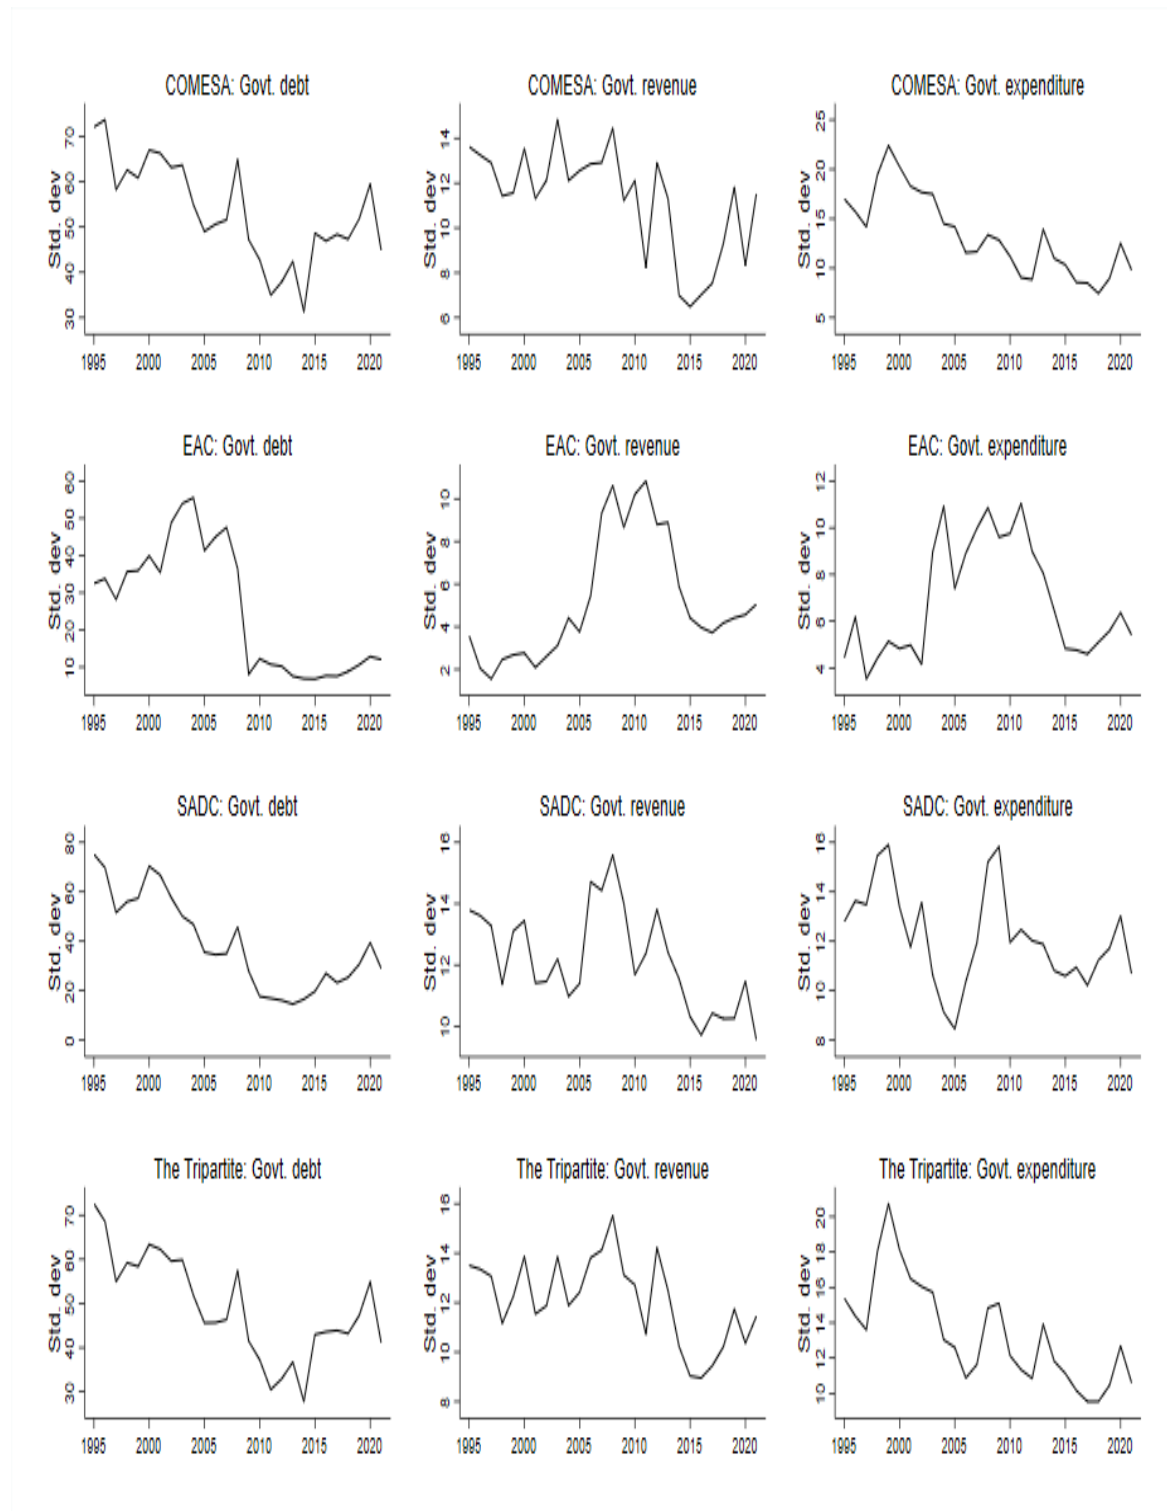 COMESA: Govt. debt
Std. dev
70
60
50
40
30
1995 2000 2005 2010 2015 2020
COMESA: Govt. revenue
Std. dev
14
12
10
8
6
1995 2000 2005 2010 2015 2020
COMESA: Govt. expenditure
Std. dev
25
20
15
10
5
1995 2000 2005 2010 2015 2020
EAC: Govt. debt
Std. dev
60
50
40
30
20
10
1995 2000 2005 2010 2015 2020
EAC: Govt. revenue
Std. dev
10
8
6
4
2
1995 2000 2005 2010 2015 2020
EAC: Govt. expenditure
Std. dev
12
10
8
6
4
1995 2000 2005 2010 2015 2020
SADC: Govt. debt
Std. dev
80
60
40
20
0
1995 2000 2005 2010 2015 2020
SADC: Govt. revenue
Std. dev
16
14
12
10
1995 2000 2005 2010 2015 2020
SADC: Govt. expenditure
Std. dev
16
14
12
10
8
1995 2000 2005 2010 2015 2020
The Tripartite: Govt. debt
Std. dev
70
60
50
40
30
1995 2000 2005 2010 2015 2020
The Tripartite: Govt. revenue
Std. dev
16
14
12
10
8
1995 2000 2005 2010 2015 2020
The Tripartite: Govt. expenditure
Std. dev
20
18
16
14
12
10
1995 2000 2005 2010 2015 2020